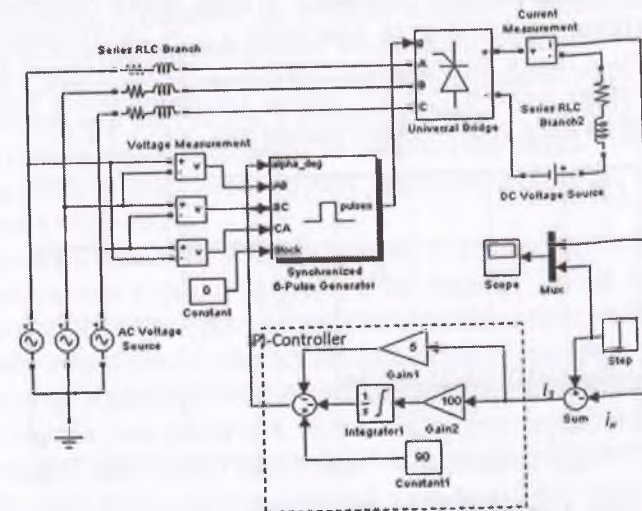 Current
Measurement
Series RLC Branch
g
A
B
C
Universal Bridge
Series RLC
Branch2
DC Voltage Source
Voltage Measurement
alpha_deg
AB
BC
CA
Block
pulses
Synchronized
6-Pulse Generator
0
Constant
Scope
Mux
AC Voltage
Source
PI-Controller
5
Gain1
Step
1
s
Integrator1
100
Gain2
Sum
90
Constant1